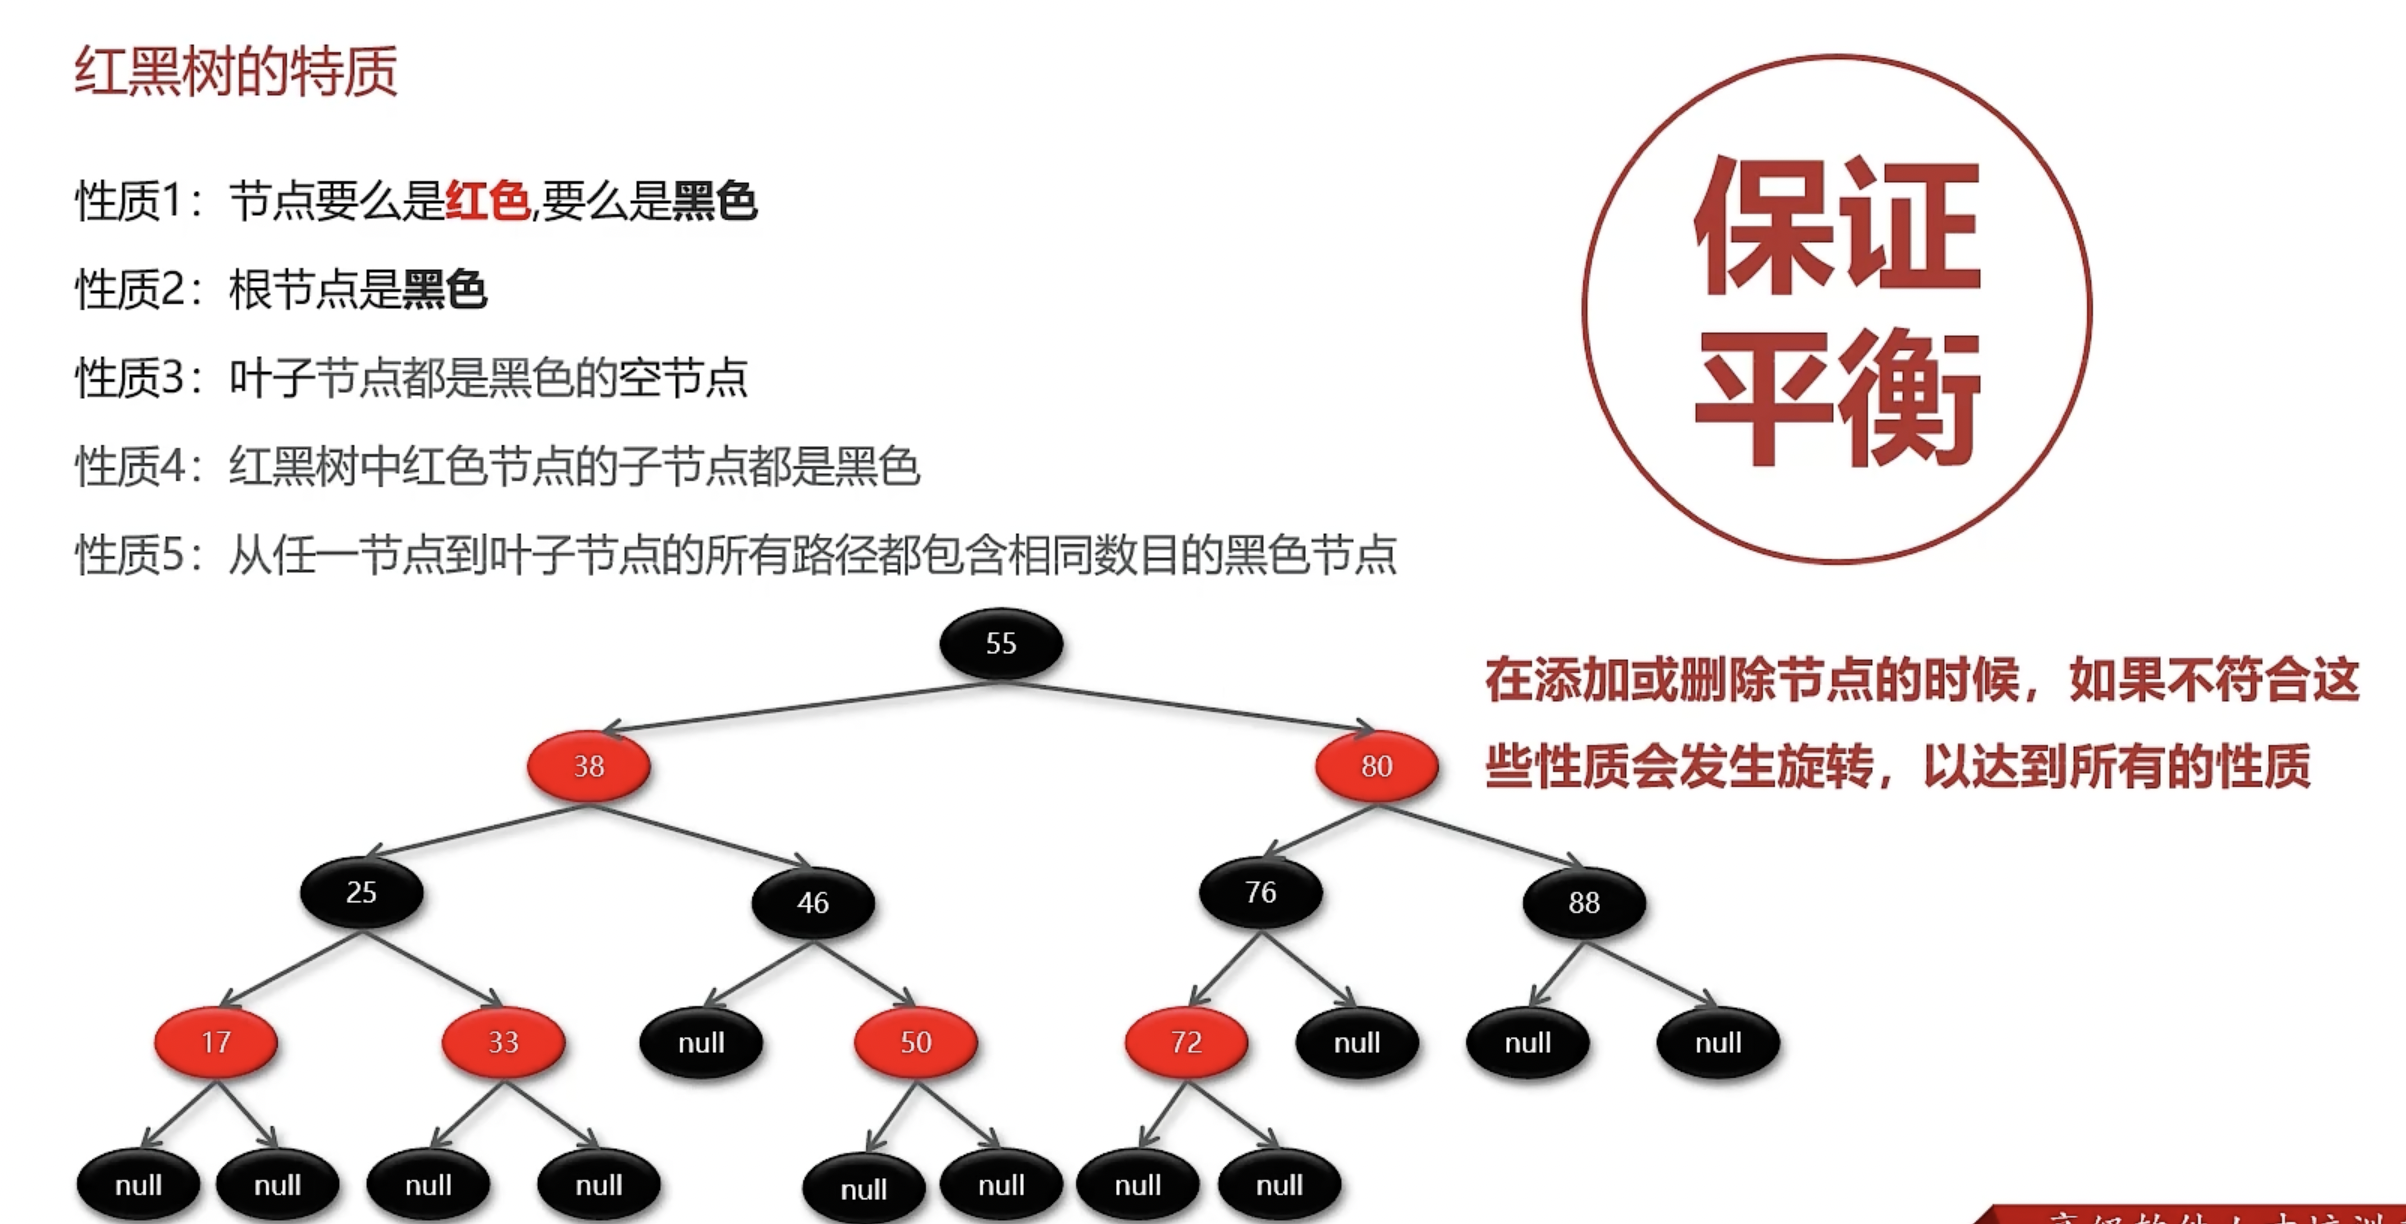 红黑树的特质
性质1：节点要么是红色,要么是黑色
性质2：根节点是黑色
性质3：叶子节点都是黑色的空节点
性质4：红黑树中红色节点的子节点都是黑色
性质5：从任一节点到叶子节点的所有路径都包含相同数目的黑色节点
保证
平衡
在添加或删除节点的时候，如果不符合这
些性质会发生旋转，以达到所有的性质
55
38
80
25
46
76
88
17
33
null
50
72
null
null
null
null
null
null
null
null
null
null
null